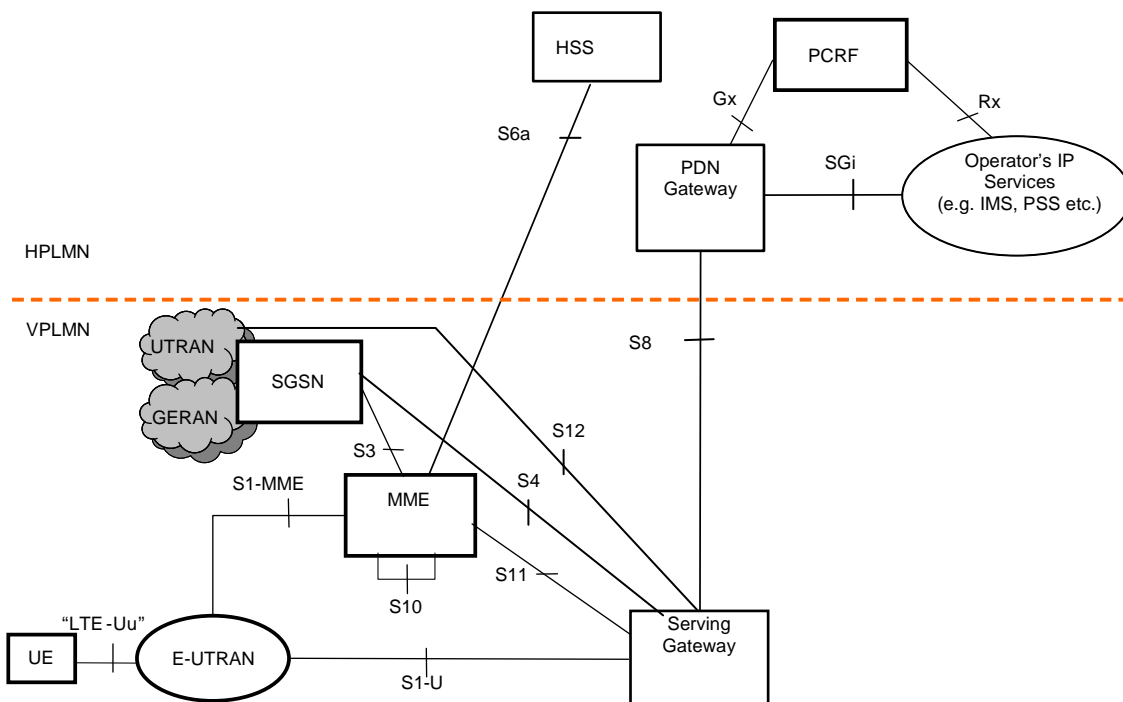 HSS
PCRF
Gx
Rx
S6a
PDN
Gateway
SGi
Operator's IP
Services
(e.g. IMS, PSS etc.)
HPLMN
VPLMN
UTRAN
S8
SGSN
GERAN
S12
S3
S4
S1-MME
MME
S11
S10
"LTE-Uu"
Serving
Gateway
UE
E-UTRAN
S1-U